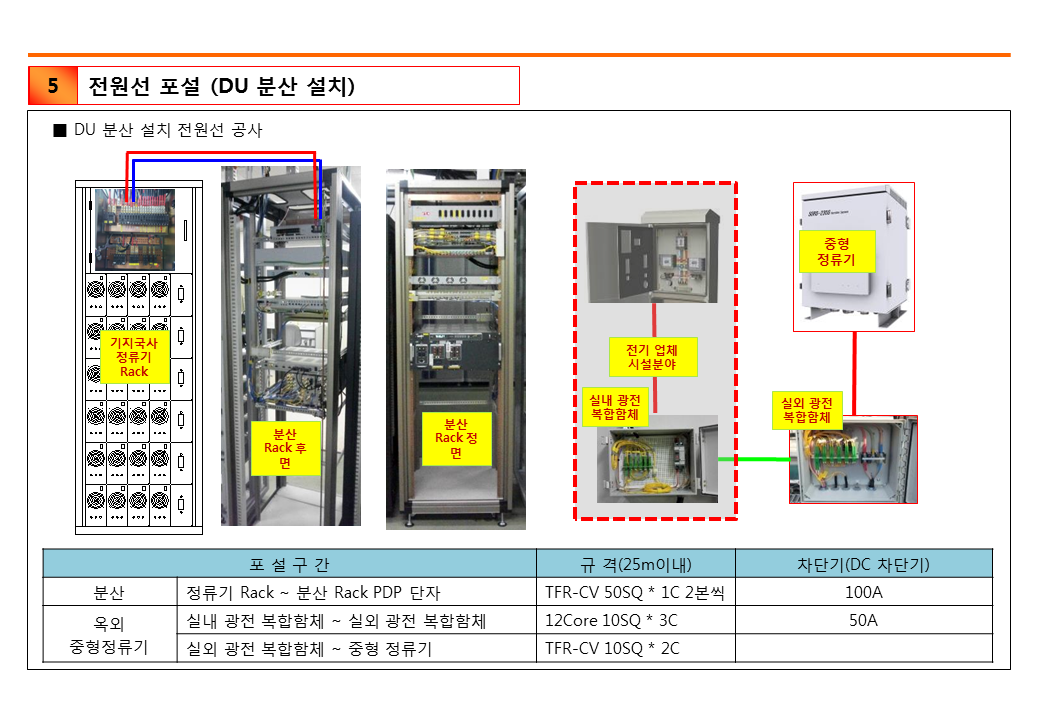 5
전원선 포설 (DU 분산 설치)
■ DU 분산 설치 전원선 공사
기지국사
정류기
Rack
분산
Rack 후
면
분산
Rack 정
면
전기 업체
시설분야
실내 광전
복합함체
중형
정류기
실외 광전
복합함체
포 설 구 간
규 격(25m이내)
차단기(DC 차단기)
분산
정류기 Rack ~ 분산 Rack PDP 단자
TFR-CV 50SQ * 1C 2본씩
100A
옥외
중형정류기
실내 광전 복합함체 ~ 실외 광전 복합함체
12Core 10SQ * 3C
50A
실외 광전 복합함체 ~ 중형 정류기
TFR-CV 10SQ * 2C